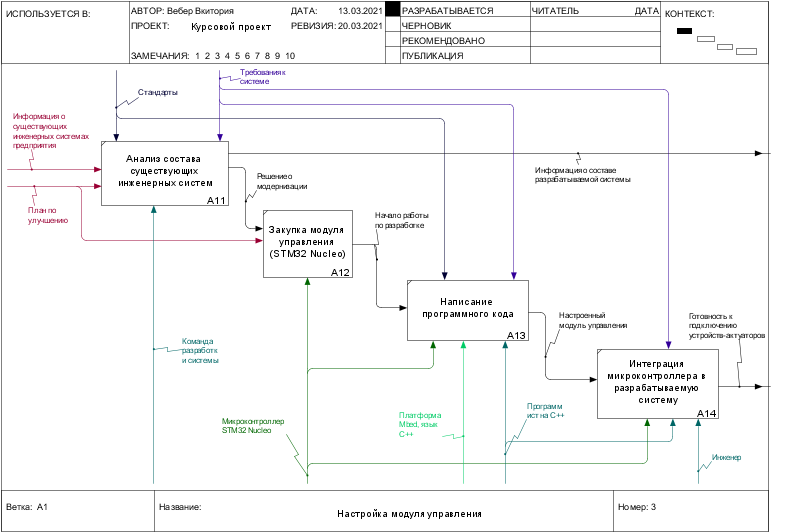 ИСПОЛЬЗУЕТСЯ В:
АВТОР: Вебер Вкитория
ДАТА: 13.03.2021
РАЗРАБАТЫВАЕТСЯ
ЧИТАТЕЛЬ
ДАТА
КОНТЕКСТ:
ПРОЕКТ: Курсовой проект
РЕВИЗИЯ: 20.03.2021
ЧЕРНОВИК
РЕКОМЕНДОВАНО
ЗАМЕЧАНИЯ: 1 2 3 4 5 6 7 8 9 10
ПУБЛИКАЦИЯ
Требования к
системе
Стандарты
Информация о
существующих
инженерных системах
предприятия
Анализ состава
существующих
инженерных систем
A11
Информация о составе
разрабатываемой системы
Решение о
модернизации
План по
улучшению
Закупка модуля
управления
(STM32 Nucleo)
A12
Начало работы
по разработке
Написание
программного кода
A13
Настроенный
модуль управления
Готовность к
подключению
устройств-актуаторов
Команда
разработк
и системы
Интеграция
микроконтроллера в
разрабатываемую
систему
A14
Микроконтроллер
STM32 Nucleo
Платформа
Mbed, язык
C++
Программ
ист на C++
Инженер
Ветка: A1
Название:
Настройка модуля управления
Номер: 3